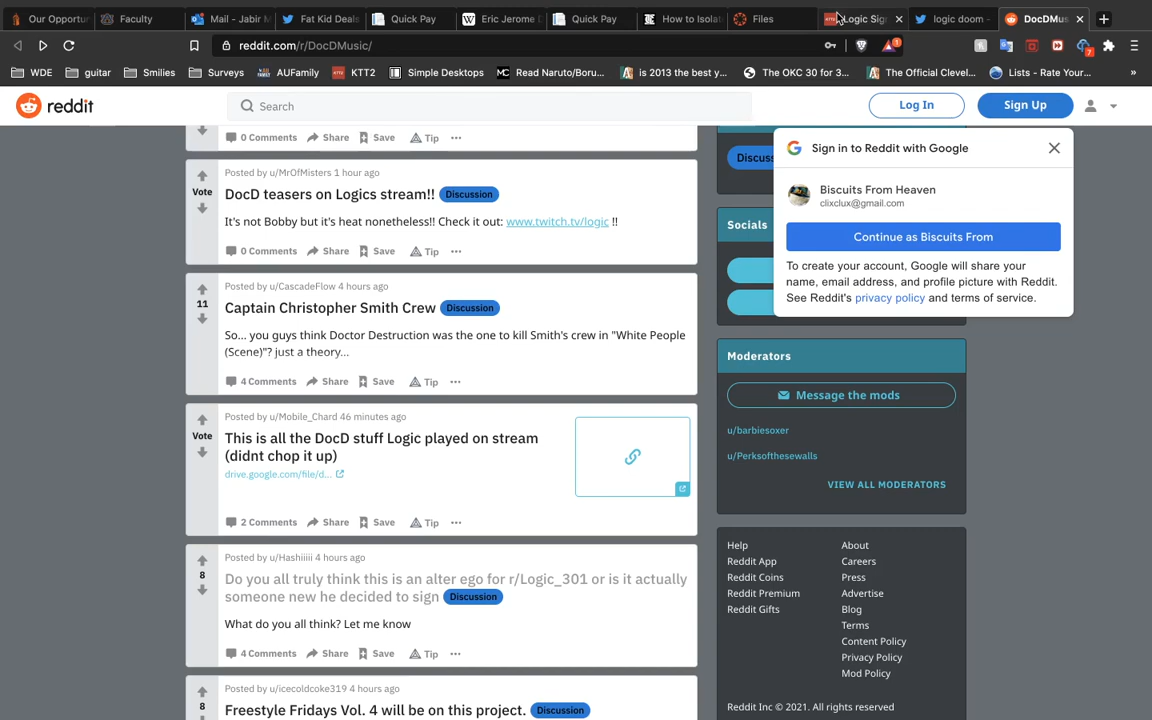 Our Opportu
Faculty
Mail - Jabir M
Fat Kid Deals
Quick Pay
Eric Jerome D
Quick Pay
How to Isolat
Files
Logic Sig
logic doom -
DocDMus
reddit.com/r/DocDMusic/
1
7
WDE
guitar
Smilies
Surveys
AUFamily
KTT2
Simple Desktops
Read Naruto/Boru...
is 2013 the best y...
The OKC 30 for 3...
The Official Clevel...
Lists - Rate Your...
»
reddit
Search
Log In
Sign Up
0 Comments Share Save Tip
Vote
Posted by u/MrOfMisters 1 hour ago
DocD teasers on Logics stream!! Discussion
It's not Bobby but it's heat nonetheless!! Check it out: www.twitch.tv/logic !!
0 Comments Share Save Tip
11
Posted by u/CascadeFlow 4 hours ago
Captain Christopher Smith Crew Discussion
So... you guys think Doctor Destruction was the one to kill Smith's crew in "White People
(Scene)"? just a theory...
4 Comments Share Save Tip
Vote
Posted by u/Mobile_Chard 46 minutes ago
This is all the DocD stuff Logic played on stream
(didnt chop it up)
drive.google.com/file/d...
2 Comments Share Save Tip
8
Posted by u/Hashiiiii 4 hours ago
Do you all truly think this is an alter ego for r/Logic_301 or is it actually
someone new he decided to sign Discussion
What do you all think? Let me know
4 Comments Share Save Tip
8
Posted by u/icecoldcoke319 4 hours ago
Freestyle Fridays Vol. 4 will be on this project. Discussion
Discuss
Socials
Sign in to Reddit with Google
Biscuits From Heaven
clixclux@gmail.com
Continue as Biscuits From
To create your account, Google will share your
name, email address, and profile picture with Reddit.
See Reddit's privacy policy and terms of service.
Moderators
Message the mods
u/barbiesoxer
u/Perksofthesewalls
VIEW ALL MODERATORS
Help About
Reddit App Careers
Reddit Coins Press
Reddit Premium Advertise
Reddit Gifts Blog
Terms
Content Policy
Privacy Policy
Mod Policy
Reddit Inc © 2021. All rights reserved